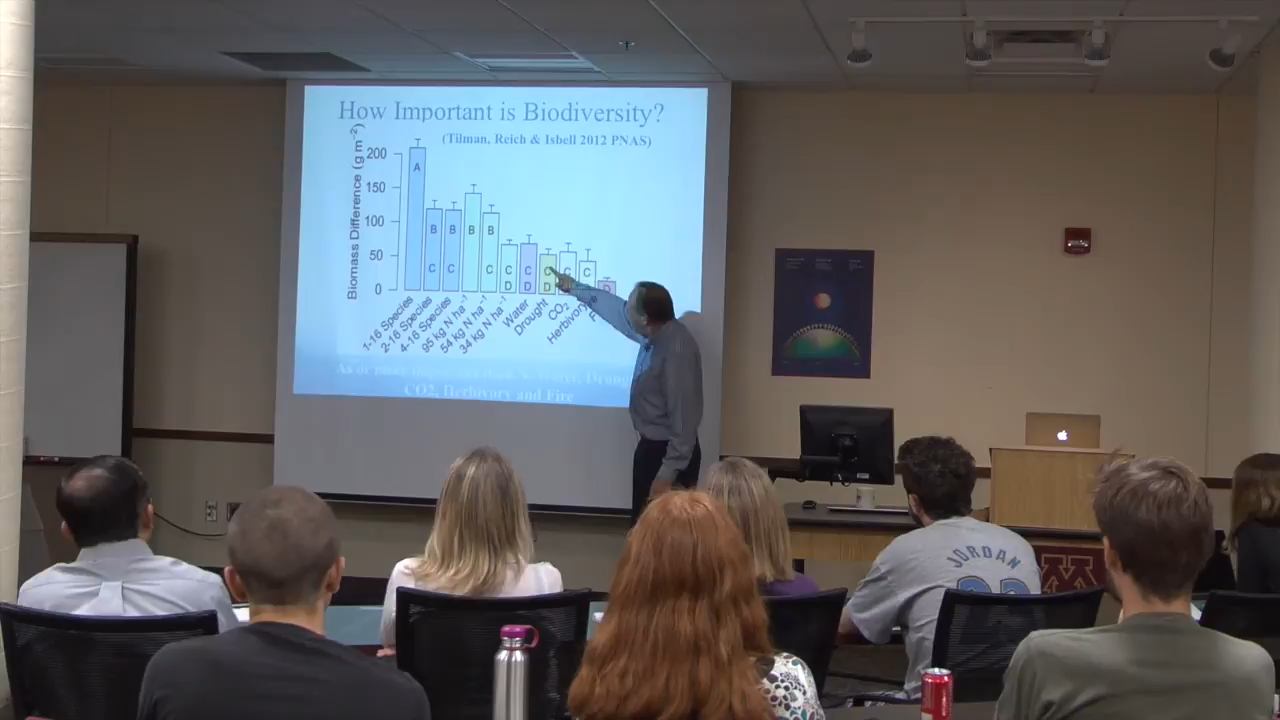 How Important is Biodiversity?
(Tilman, Reich & Isbell 2012 PNAS)
Biomass Difference (g m⁻²)
200
150
100
50
0
A
B B B B
C C C C C C C C
D D D D
1-16 Species
2-16 Species
4-16 Species
95 kg N ha⁻¹
54 kg N ha⁻¹
34 kg N ha⁻¹
Water
Drought
CO₂
Herbivory
CO2, Herbivory and Fire
JORDAN
M